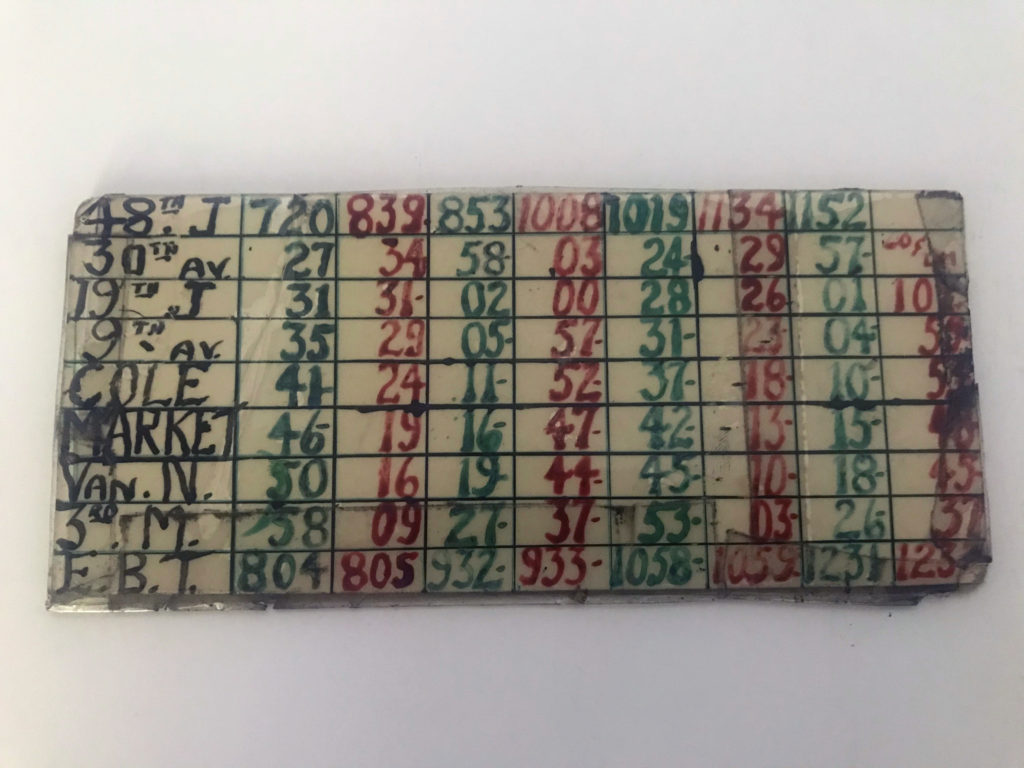 48TH. J 720 839. 853 1008 1019 1134 1152
30TH AV. 27 34 58- .03 24- 29 57-
19TH. J 31 31- 02 00 28 26 01 10
9TH. AV. 35 29 05- 57- 31- 23- 04-
COLE 41- 24 11- 52- 37- 18- 10-
MARKET 46- 19 16- 47- 42- 13- 15-
VAN. N. 50 16 19- 44- 45- 10- 18- 45-
3RD. M. 58 09 27- 37- 53- 03- 26- 37
F.B.T. 804 805 932- 933- 1058- 1059 1231- 123